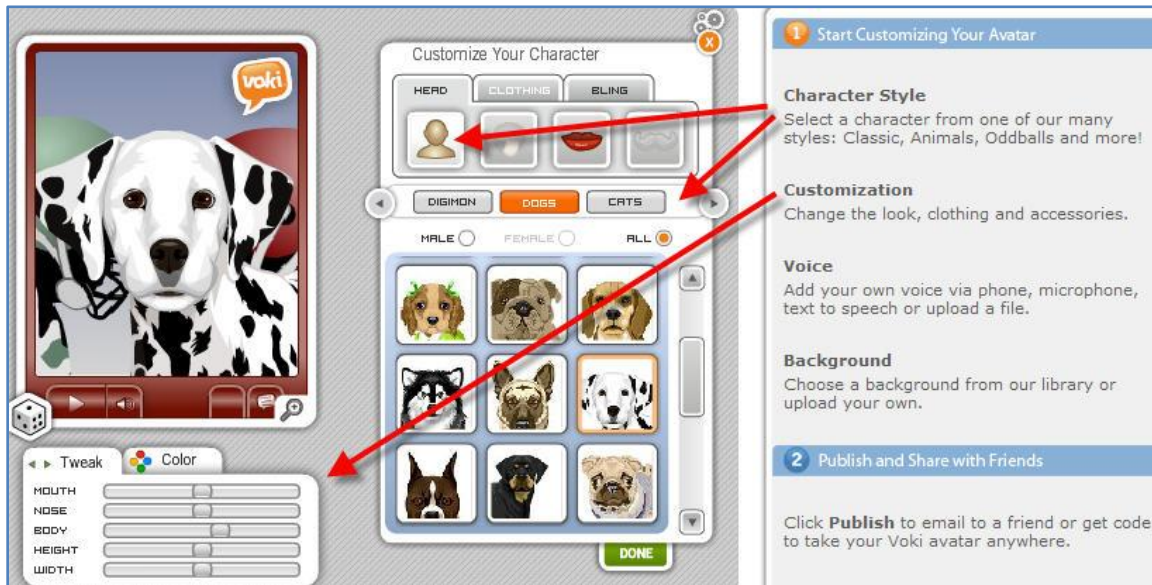 voki
Customize Your Character
X
HEAD CLOTHING BLING
DIGIMON DOGS CATS
MALE FEMALE ALL
DONE
Tweak Color
MOUTH
NOSE
BODY
HEIGHT
WIDTH
1 Start Customizing Your Avatar
Character Style
Select a character from one of our many
styles: Classic, Animals, Oddballs and more!
Customization
Change the look, clothing and accessories.
Voice
Add your own voice via phone, microphone,
text to speech or upload a file.
Background
Choose a background from our library or
upload your own.
2 Publish and Share with Friends
Click Publish to email to a friend or get code
to take your Voki avatar anywhere.